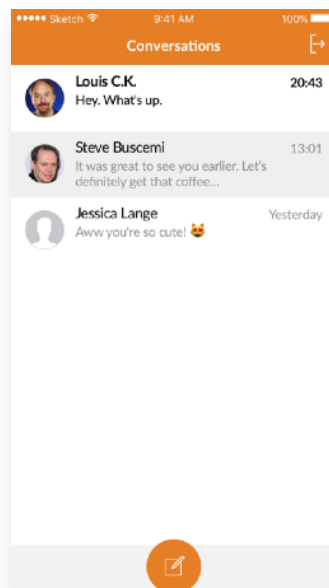 ●●●●● Sketch 9:41 AM 100%
Conversations
Louis C.K. 20:43
Hey. What's up.
Steve Buscemi 13:01
It was great to see you earlier. Let's
definitely get that coffee...
Jessica Lange Yesterday
Aww you're so cute! 😻